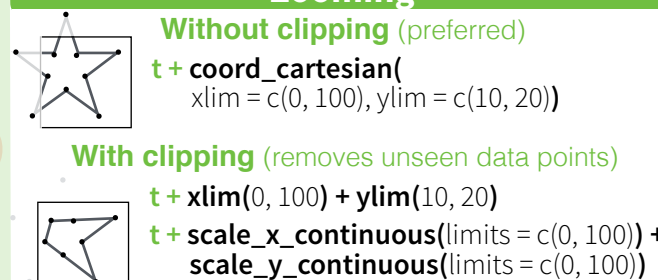 Zooming
Without clipping (preferred)
t + coord_cartesian(
xlim = c(0, 100), ylim = c(10, 20))
With clipping (removes unseen data points)
t + xlim(0, 100) + ylim(10, 20)
t + scale_x_continuous(limits = c(0, 100)) +
scale_y_continuous(limits = c(0, 100))